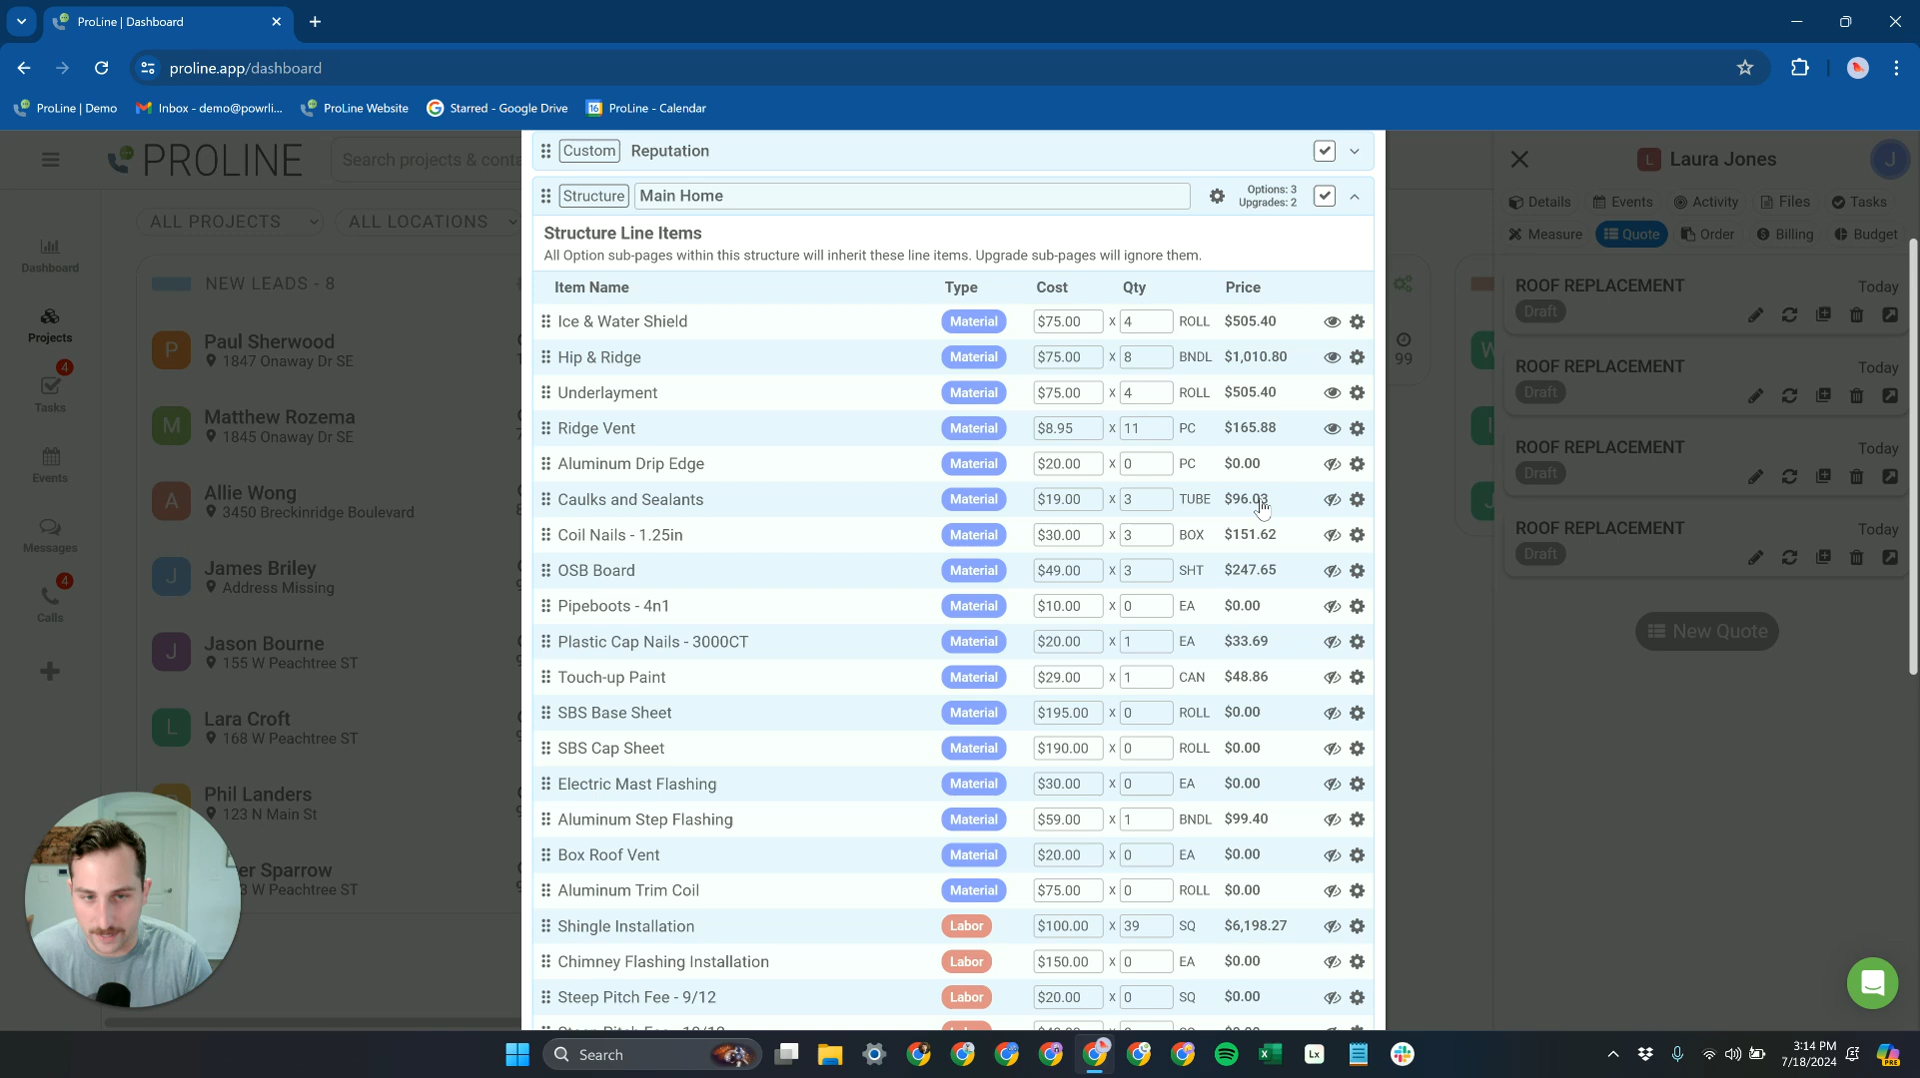 ProLine | Dashboard
proline.app/dashboard
ProLine | Demo
Inbox - demo@powrli...
ProLine Website
Starred - Google Drive
16 ProLine - Calendar
PROLINE
Search projects & conta
ALL PROJECTS
ALL LOCATIONS
Dashboard
Projects
4
Tasks
Events
Messages
4
Calls
NEW LEADS - 8
P Paul Sherwood
1847 Onaway Dr SE
M Matthew Rozema
1845 Onaway Dr SE
A Allie Wong
3450 Breckinridge Boulevard
J James Briley
Address Missing
J Jason Bourne
155 W Peachtree ST
L Lara Croft
168 W Peachtree ST
Phil Landers
123 N Main St
er Sparrow
3 W Peachtree ST
Custom Reputation
Structure Main Home Options: 3
Upgrades: 2
Structure Line Items
All Option sub-pages within this structure will inherit these line items. Upgrade sub-pages will ignore them.
Item Name Type Cost Qty Price
Ice & Water Shield Material $75.00 x 4 ROLL $505.40
Hip & Ridge Material $75.00 x 8 BNDL $1,010.80
Underlayment Material $75.00 x 4 ROLL $505.40
Ridge Vent Material $8.95 x 11 PC $165.88
Aluminum Drip Edge Material $20.00 x 0 PC $0.00
Caulks and Sealants Material $19.00 x 3 TUBE $96.03
Coil Nails - 1.25in Material $30.00 x 3 BOX $151.62
OSB Board Material $49.00 x 3 SHT $247.65
Pipeboots - 4n1 Material $10.00 x 0 EA $0.00
Plastic Cap Nails - 3000CT Material $20.00 x 1 EA $33.69
Touch-up Paint Material $29.00 x 1 CAN $48.86
SBS Base Sheet Material $195.00 x 0 ROLL $0.00
SBS Cap Sheet Material $190.00 x 0 ROLL $0.00
Electric Mast Flashing Material $30.00 x 0 EA $0.00
Aluminum Step Flashing Material $59.00 x 1 BNDL $99.40
Box Roof Vent Material $20.00 x 0 EA $0.00
Aluminum Trim Coil Material $75.00 x 0 ROLL $0.00
Shingle Installation Labor $100.00 x 39 SQ $6,198.27
Chimney Flashing Installation Labor $150.00 x 0 EA $0.00
Steep Pitch Fee - 9/12 Labor $20.00 x 0 SQ $0.00
99
L Laura Jones
J
Details Events Activity Files Tasks
Measure Quote Order Billing Budget
ROOF REPLACEMENT Today
Draft
ROOF REPLACEMENT Today
Draft
ROOF REPLACEMENT Today
Draft
ROOF REPLACEMENT Today
Draft
New Quote
Search
Lx
3:14 PM
7/18/2024
PRE